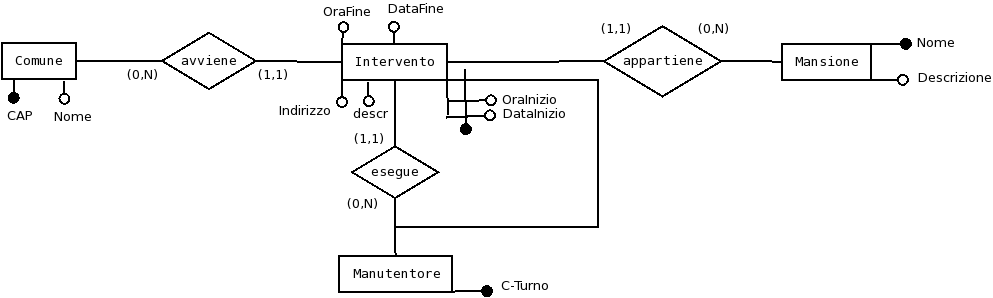 OraFine
DataFine
Comune
(0,N)
avviene
(1,1)
Intervento
(1,1)
appartiene
(0,N)
Mansione
Nome
Descrizione
CAP
Nome
Indirizzo
descr
OraInizio
DataInizio
(1,1)
esegue
(0,N)
Manutentore
C-Turno